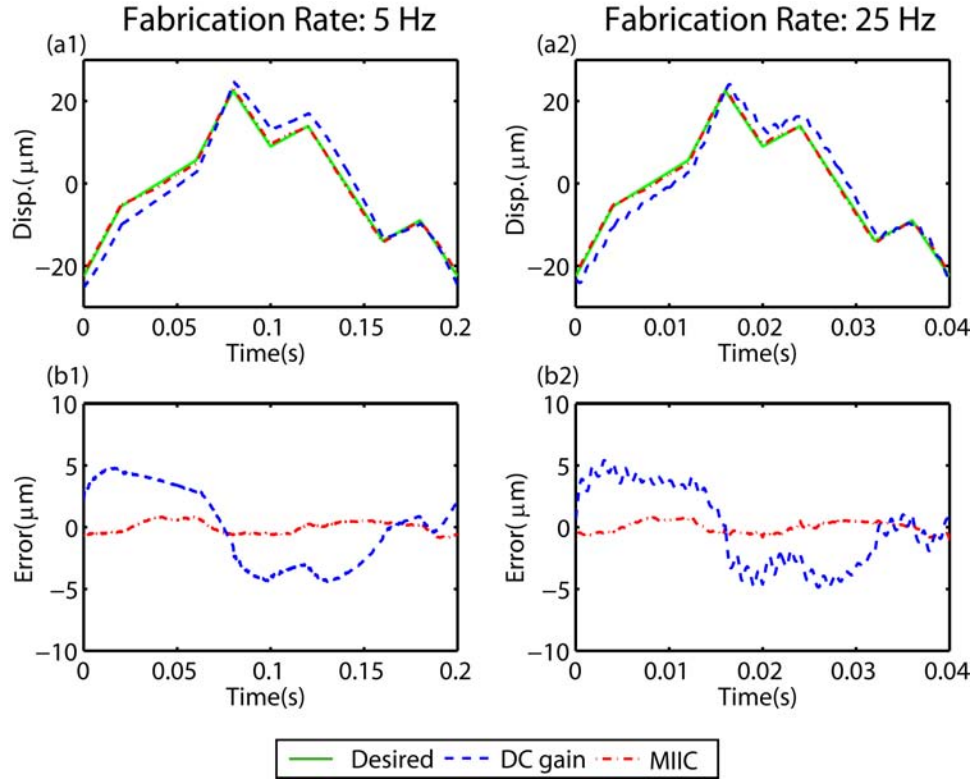 Fabrication Rate: 5 Hz
Fabrication Rate: 25 Hz
(a1)
20
0
−20
Disp.( μm)
0 0.05 0.1 0.15 0.2
Time(s)
(a2)
20
0
−20
Disp.( μm)
0 0.01 0.02 0.03 0.04
Time(s)
(b1)
10
5
0
−5
−10
Error(μm)
0 0.05 0.1 0.15 0.2
Time(s)
(b2)
10
5
0
−5
−10
Error( μm)
0 0.01 0.02 0.03 0.04
Time(s)
Desired DC gain MIIC